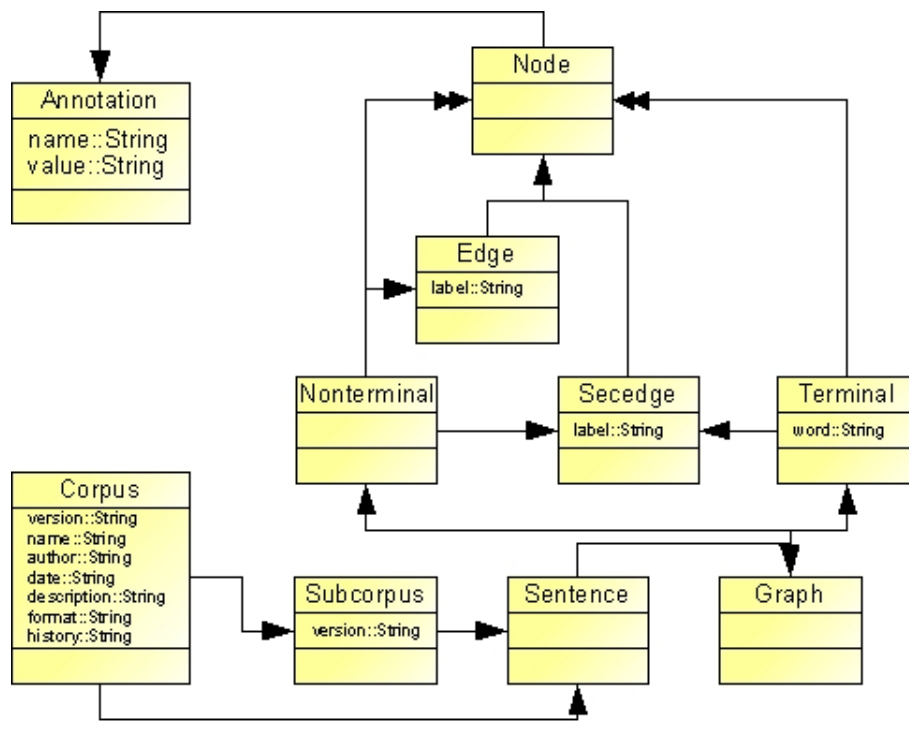 Node
Annotation
name::String
value::String
Edge
label::String
Nonterminal
Secedge
label::String
Terminal
word::String
Corpus
version::String
name::String
author::String
date::String
description::String
format::String
history::String
Subcorpus
version::String
Sentence
Graph